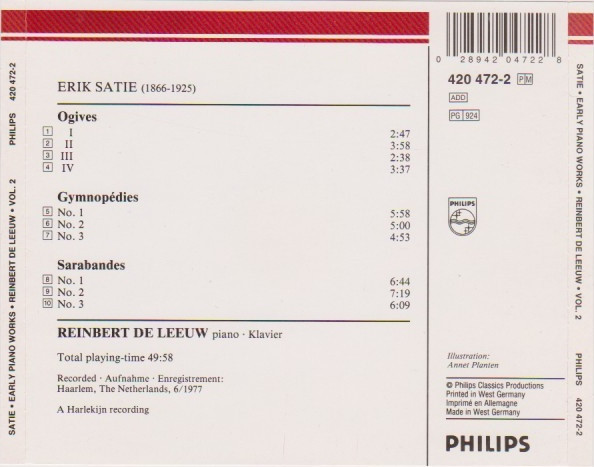 SATIE • EARLY PIANO WORKS • REINBERT DE LEEUW • VOL. 2 PHILIPS 420 472-2
ERIK SATIE (1866-1925)
Ogives
1 I 2:47
2 II 3:58
3 III 2:38
4 IV 3:37
Gymnopédies
5 No. 1 5:58
6 No. 2 5:00
7 No. 3 4:53
Sarabandes
8 No. 1 6:44
9 No. 2 7:19
10 No. 3 6:09
REINBERT DE LEEUW piano · Klavier
Total playing-time 49:58
Recorded · Aufnahme · Enregistrement:
Haarlem, The Netherlands, 6/1977
A Harlekijn recording
0 28942 04722 8
420 472-2 PM
ADD
PG 924
PHILIPS
Illustration:
Annet Planten
© Philips Classics Productions
Printed in West Germany
Imprimé en Allemagne
Made in West Germany
PHILIPS
SATIE • EARLY PIANO WORKS • REINBERT DE LEEUW • VOL. 2 PHILIPS 420 472-2